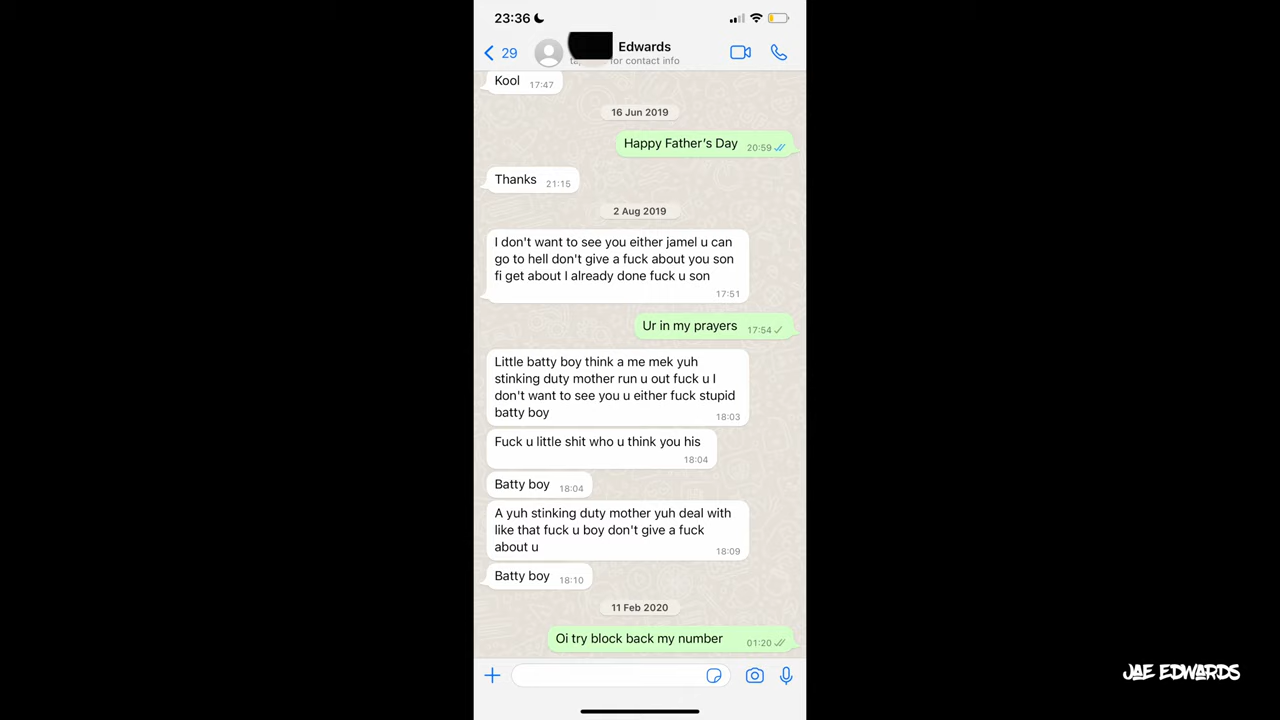 23:36
29
Edwards
for contact info
Kool 17:47
16 Jun 2019
Happy Father's Day 20:59
Thanks 21:15
2 Aug 2019
I don't want to see you either jamel u can
go to hell don't give a fuck about you son
fi get about I already done fuck u son
17:51
Ur in my prayers 17:54
Little batty boy think a me mek yuh
stinking duty mother run u out fuck u I
don't want to see you u either fuck stupid
batty boy 18:03
Fuck u little shit who u think you his
18:04
Batty boy 18:04
A yuh stinking duty mother yuh deal with
like that fuck u boy don't give a fuck
about u 18:09
Batty boy 18:10
11 Feb 2020
Oi try block back my number 01:20
JAE EDWARDS